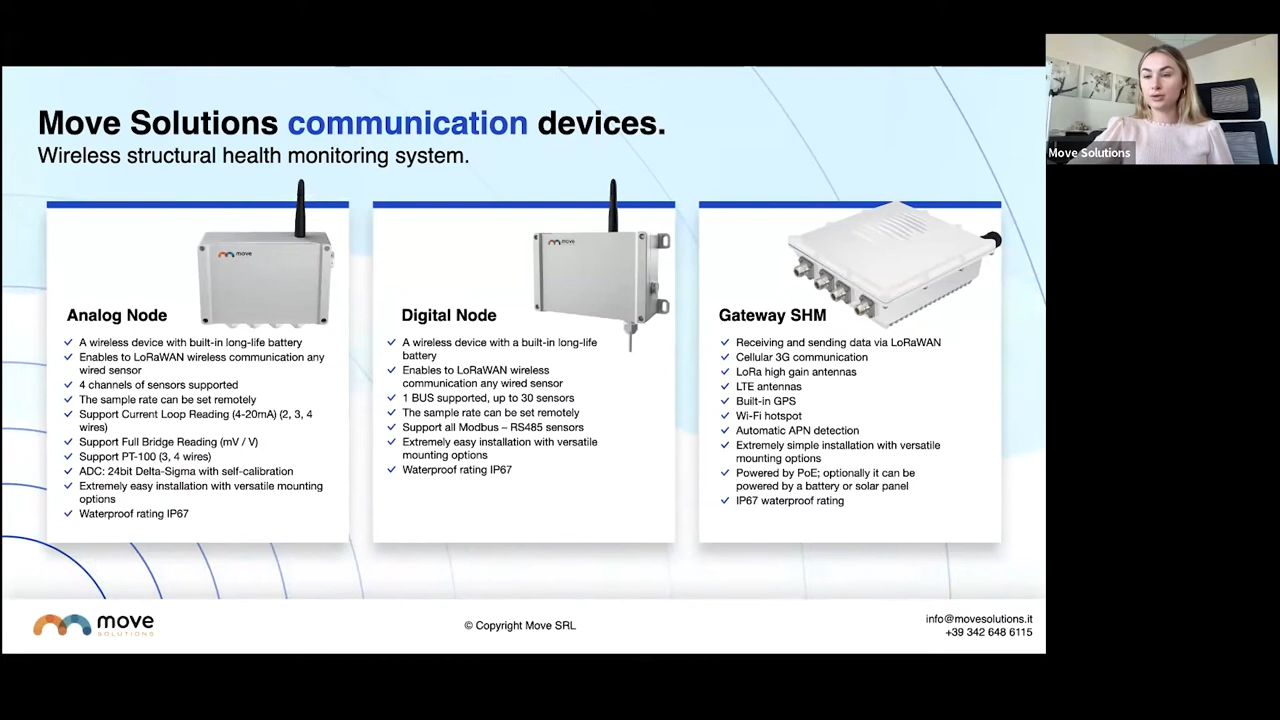 Move Solutions communication devices.
Wireless structural health monitoring system.
move
Analog Node
A wireless device with built-in long-life battery
Enables to LoRaWAN wireless communication any
wired sensor
4 channels of sensors supported
The sample rate can be set remotely
Support Current Loop Reading (4-20mA) (2, 3, 4
wires)
Support Full Bridge Reading (mV / V)
Support PT-100 (3, 4 wires)
ADC: 24bit Delta-Sigma with self-calibration
Extremely easy installation with versatile mounting
options
Waterproof rating IP67
move
Digital Node
A wireless device with a built-in long-life
battery
Enables to LoRaWAN wireless
communication any wired sensor
1 BUS supported, up to 30 sensors
The sample rate can be set remotely
Support all Modbus – RS485 sensors
Extremely easy installation with versatile
mounting options
Waterproof rating IP67
Gateway SHM
Receiving and sending data via LoRaWAN
Cellular 3G communication
LoRa high gain antennas
LTE antennas
Built-in GPS
Wi-Fi hotspot
Automatic APN detection
Extremely simple installation with versatile
mounting options
Powered by PoE; optionally it can be
powered by a battery or solar panel
IP67 waterproof rating
move
SOLUTIONS
© Copyright Move SRL
info@movesolutions.it
+39 342 648 6115
Move Solutions